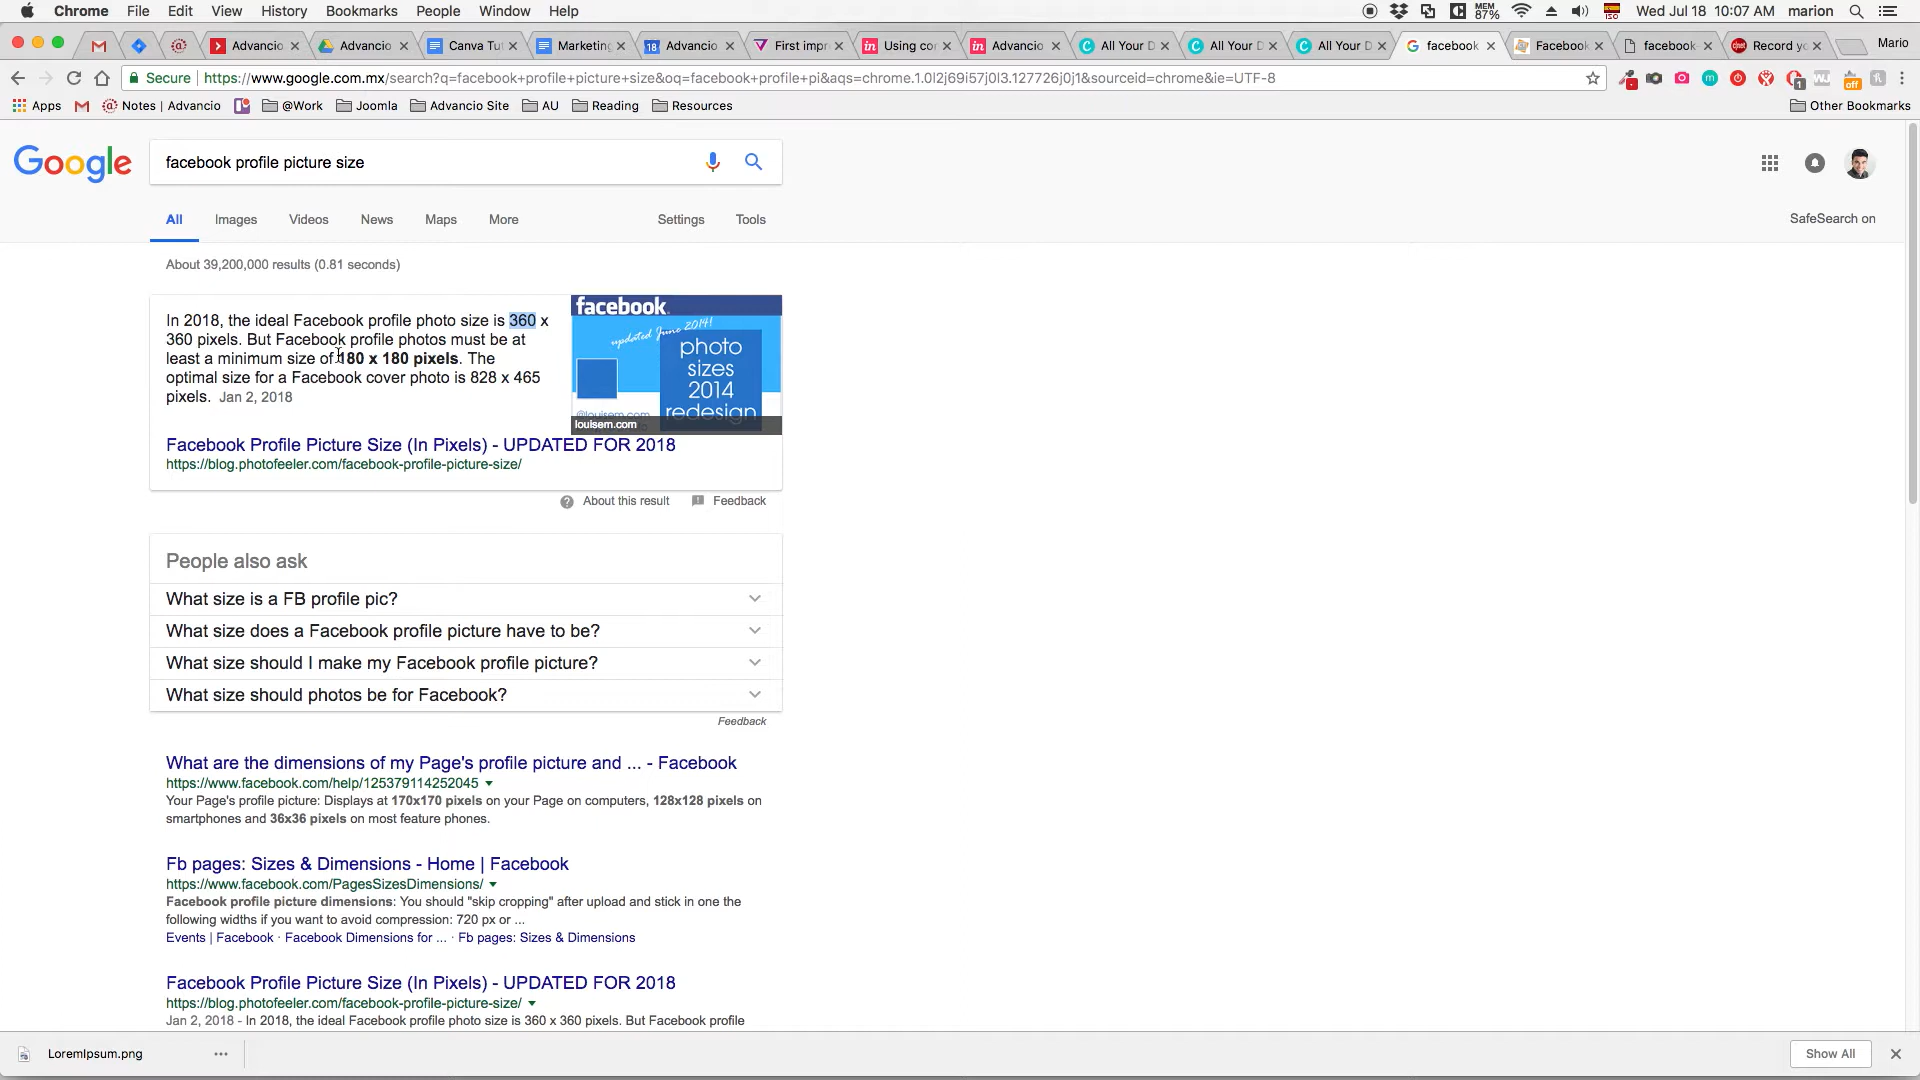 Chrome File Edit View History Bookmarks People Window Help MEM 87% ISO Wed Jul 18 10:07 AM marion
Advancio Advancio Canva Tu Marketing 18 Advancio First impr Using co Advancio All Your D All Your D All Your D facebook Facebook facebook- Record yo Mario
Secure https://www.google.com.mx/search?q=facebook+profile+picture+size&oq=facebook+profile+pi&aqs=chrome.1.0l2j69i57j0l3.127726j0j1&sourceid=chrome&ie=UTF-8
Apps Notes | Advancio @Work Joomla Advancio Site AU Reading Resources Other Bookmarks
Google facebook profile picture size
All Images Videos News Maps More Settings Tools SafeSearch on
About 39,200,000 results (0.81 seconds)
In 2018, the ideal Facebook profile photo size is 360 x
360 pixels. But Facebook profile photos must be at
least a minimum size of 180 x 180 pixels. The
optimal size for a Facebook cover photo is 828 x 465
pixels. Jan 2, 2018
facebook
updated June 2014!
photo
sizes
2014
redesign
@louisem.com
louisem.com
Facebook Profile Picture Size (In Pixels) - UPDATED FOR 2018
https://blog.photofeeler.com/facebook-profile-picture-size/
About this result Feedback
People also ask
What size is a FB profile pic?
What size does a Facebook profile picture have to be?
What size should I make my Facebook profile picture?
What size should photos be for Facebook?
Feedback
What are the dimensions of my Page's profile picture and ... - Facebook
https://www.facebook.com/help/125379114252045
Your Page's profile picture: Displays at 170x170 pixels on your Page on computers, 128x128 pixels on
smartphones and 36x36 pixels on most feature phones.
Fb pages: Sizes & Dimensions - Home | Facebook
https://www.facebook.com/PagesSizesDimensions/
Facebook profile picture dimensions: You should "skip cropping" after upload and stick in one the
following widths if you want to avoid compression: 720 px or ...
Events | Facebook · Facebook Dimensions for ... · Fb pages: Sizes & Dimensions
Facebook Profile Picture Size (In Pixels) - UPDATED FOR 2018
https://blog.photofeeler.com/facebook-profile-picture-size/
Jan 2, 2018 - In 2018, the ideal Facebook profile photo size is 360 x 360 pixels. But Facebook profile
LoremIpsum.png Show All